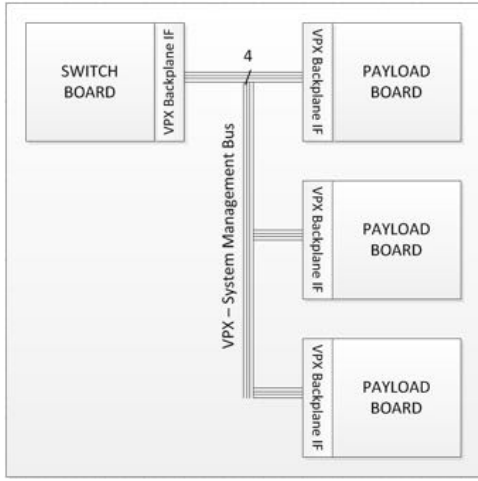 SWITCH
BOARD
VPX Backplane IF
4
VPX Backplane IF
PAYLOAD
BOARD
VPX – System Management Bus
VPX Backplane IF
PAYLOAD
BOARD
VPX Backplane IF
PAYLOAD
BOARD